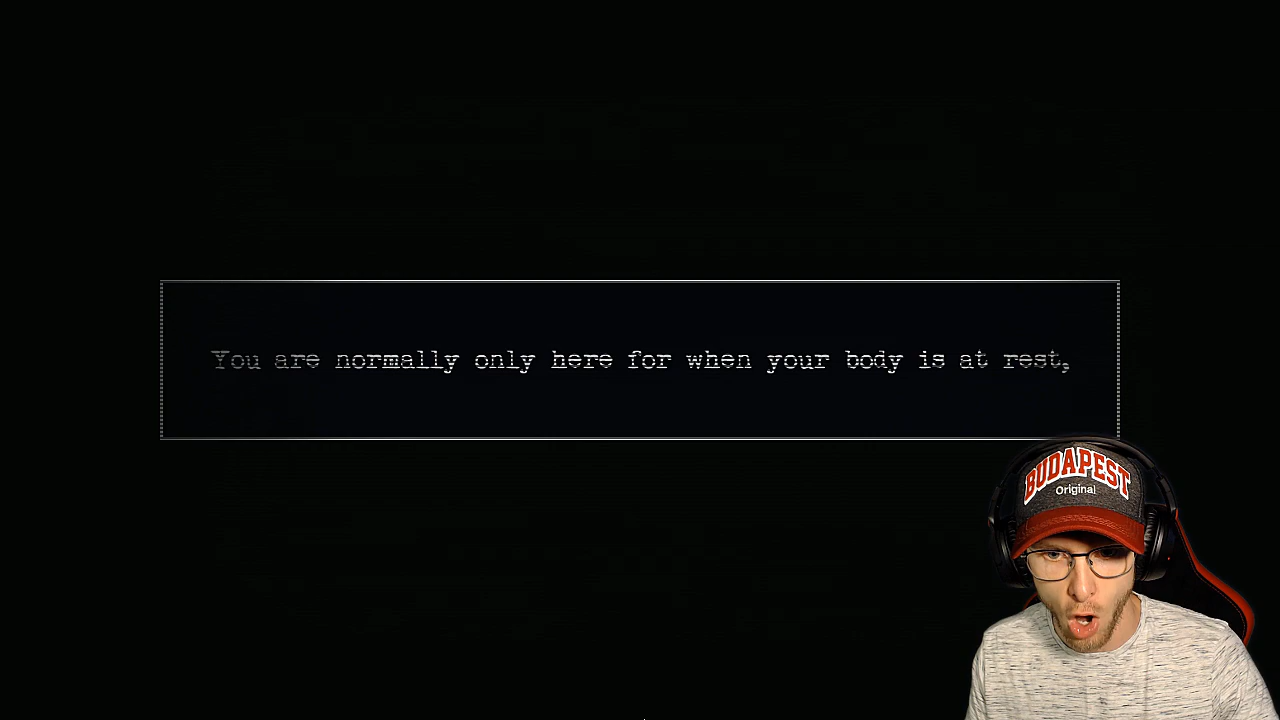 You are normally only here for when your body is at rest,
BUDAPEST
Original